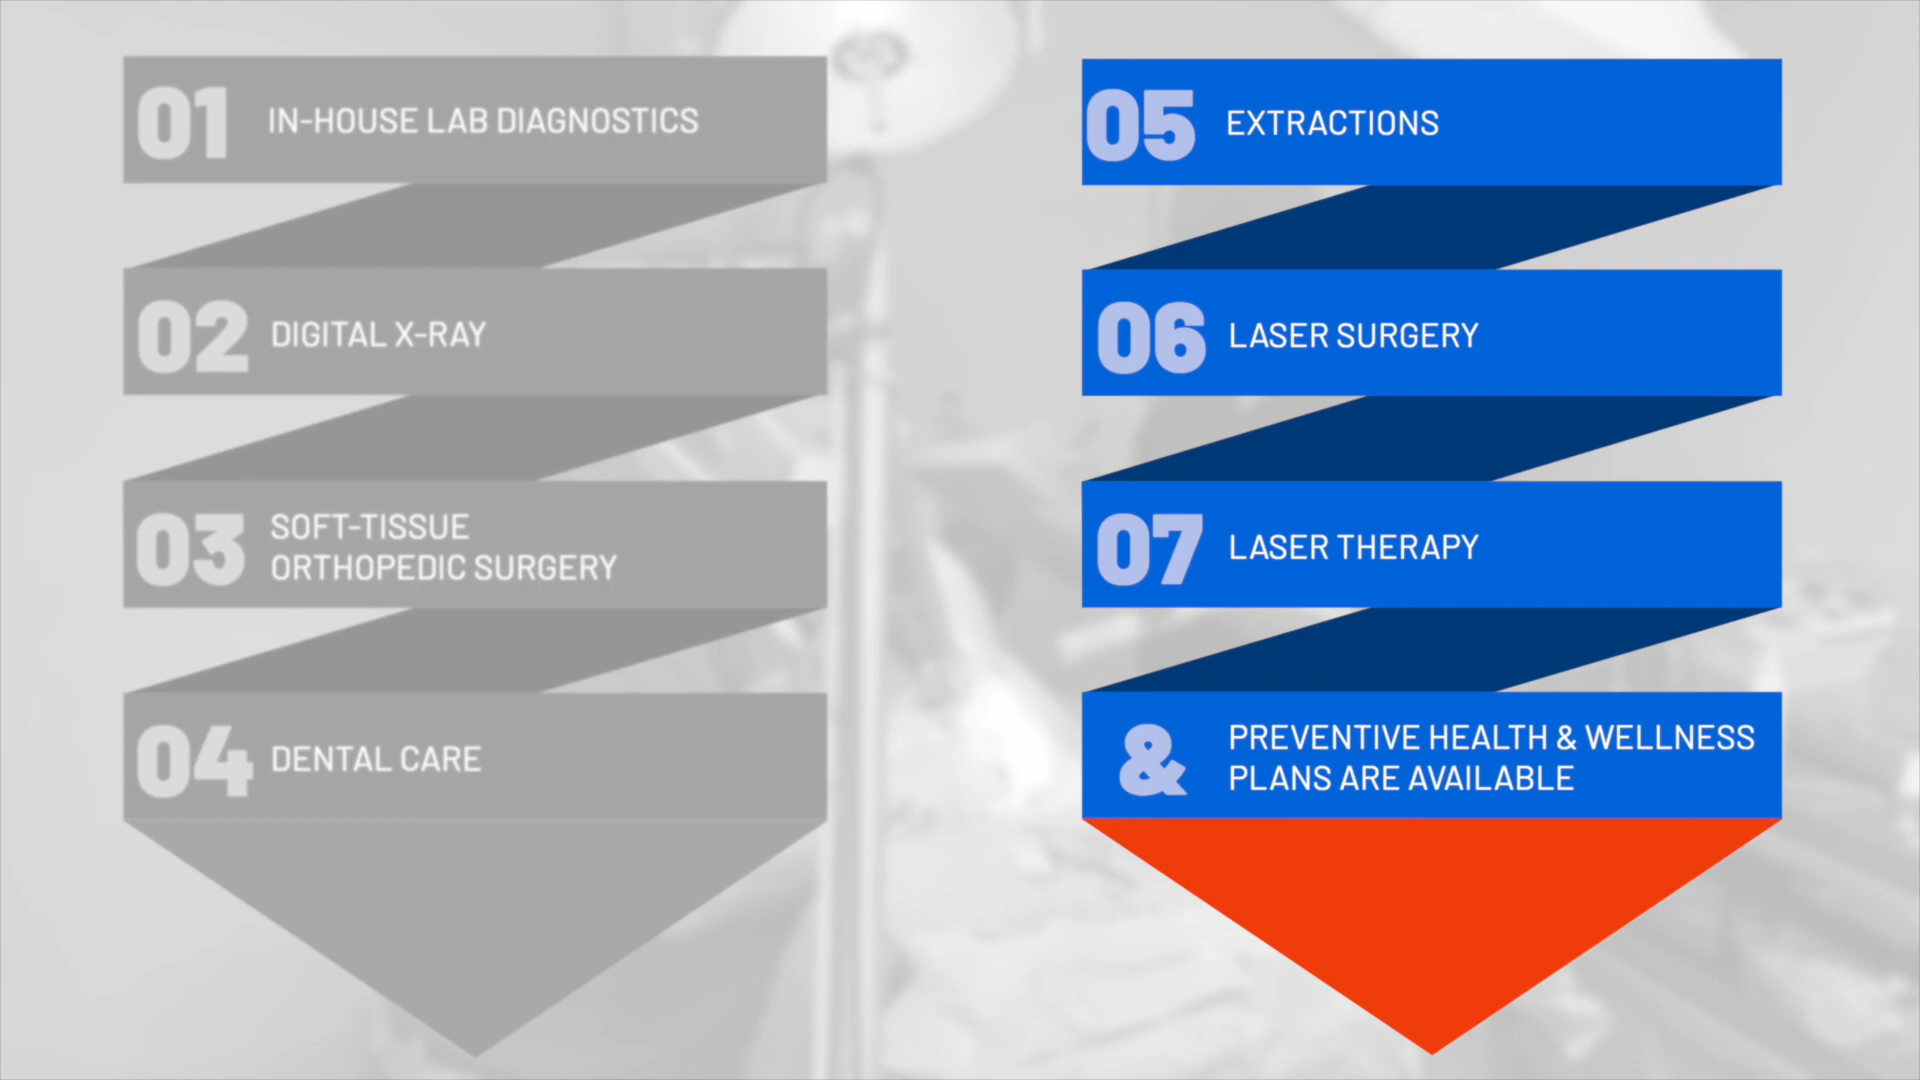 01 IN-HOUSE LAB DIAGNOSTICS
02 DIGITAL X-RAY
03 SOFT-TISSUE
ORTHOPEDIC SURGERY
04 DENTAL CARE
05 EXTRACTIONS
06 LASER SURGERY
07 LASER THERAPY
& PREVENTIVE HEALTH & WELLNESS
PLANS ARE AVAILABLE